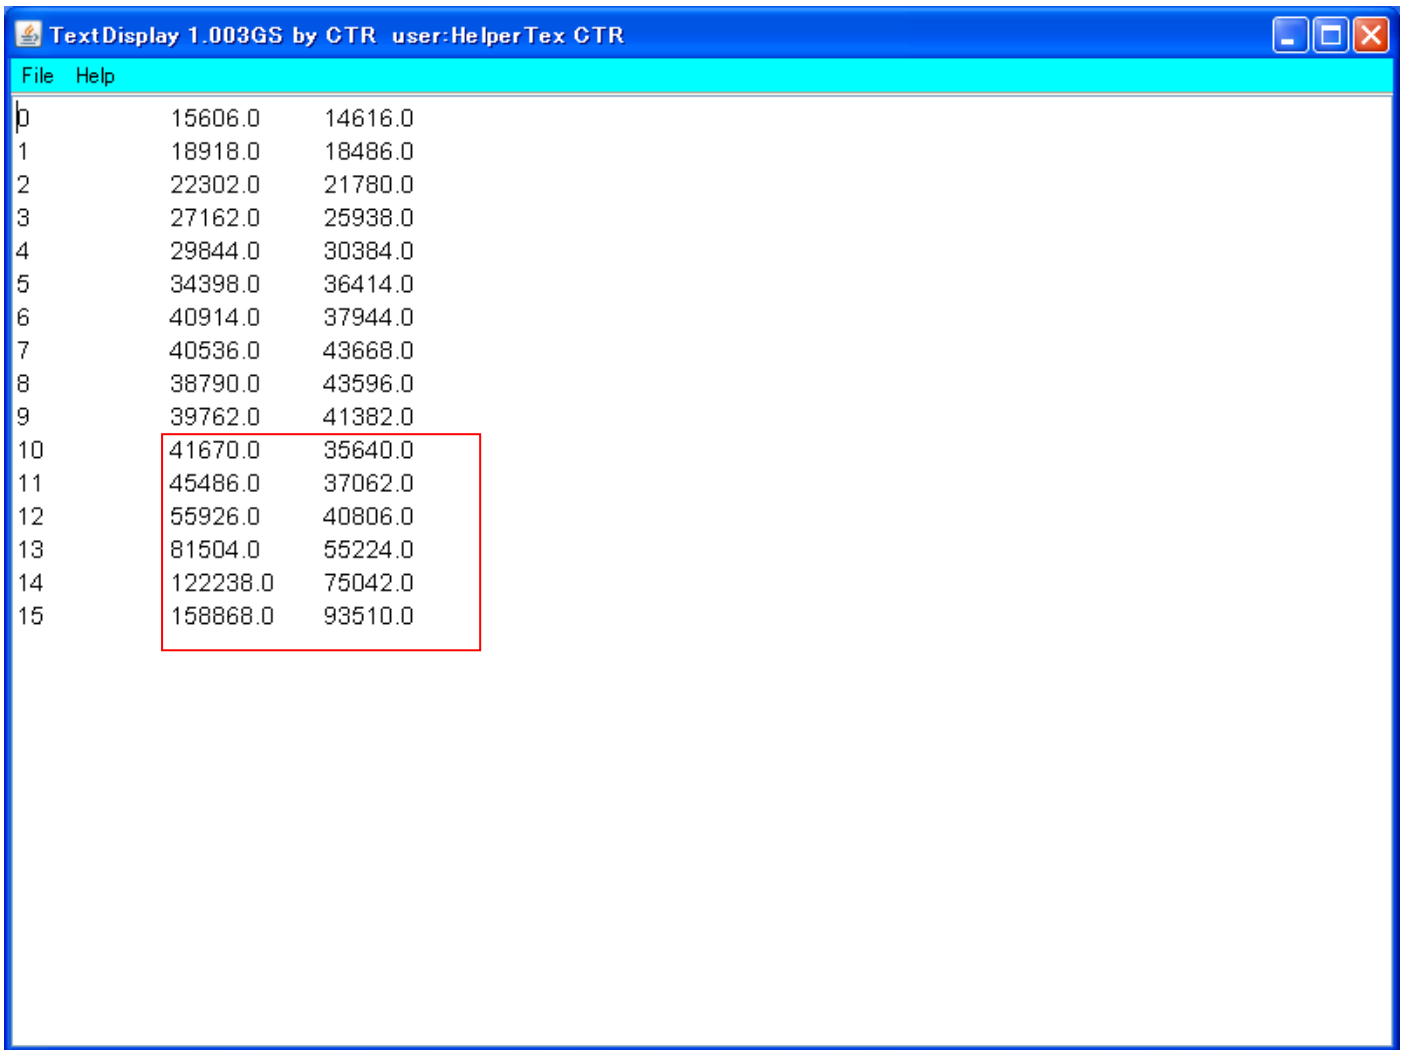 TextDisplay 1.003GS by CTR user:HelperTex CTR
File Help
0 15606.0 14616.0
1 18918.0 18486.0
2 22302.0 21780.0
3 27162.0 25938.0
4 29844.0 30384.0
5 34398.0 36414.0
6 40914.0 37944.0
7 40536.0 43668.0
8 38790.0 43596.0
9 39762.0 41382.0
10 41670.0 35640.0
11 45486.0 37062.0
12 55926.0 40806.0
13 81504.0 55224.0
14 122238.0 75042.0
15 158868.0 93510.0